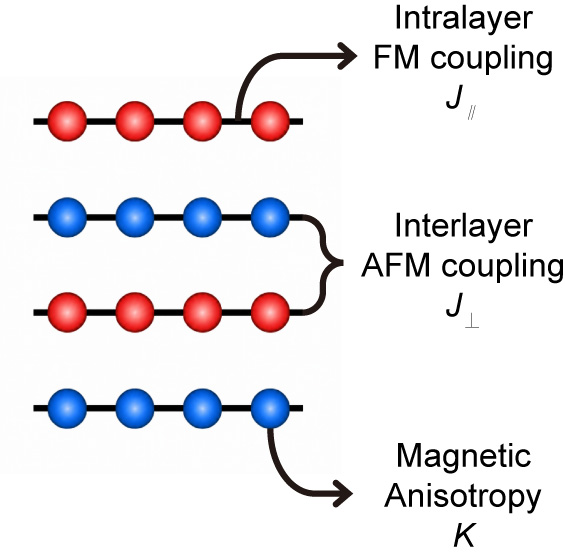 Intralayer
FM coupling
J∥
Interlayer
AFM coupling
J⊥
Magnetic
Anisotropy
K